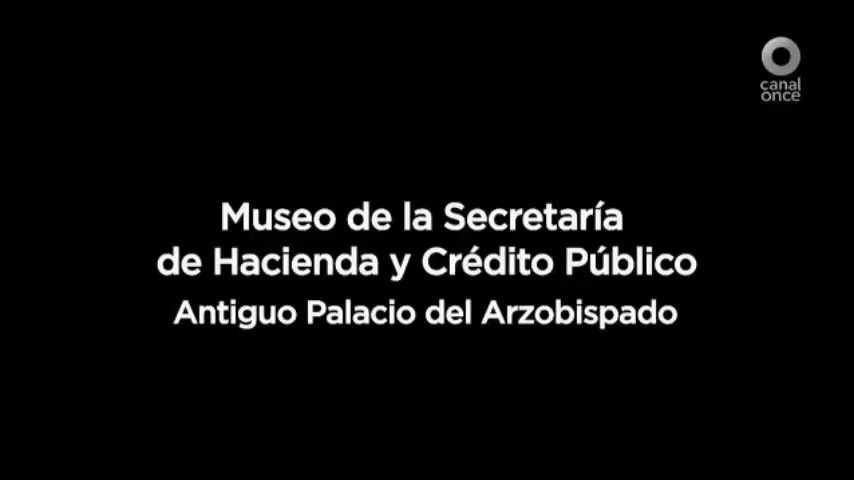 canal
once
Museo de la Secretaría
de Hacienda y Crédito Público
Antiguo Palacio del Arzobispado